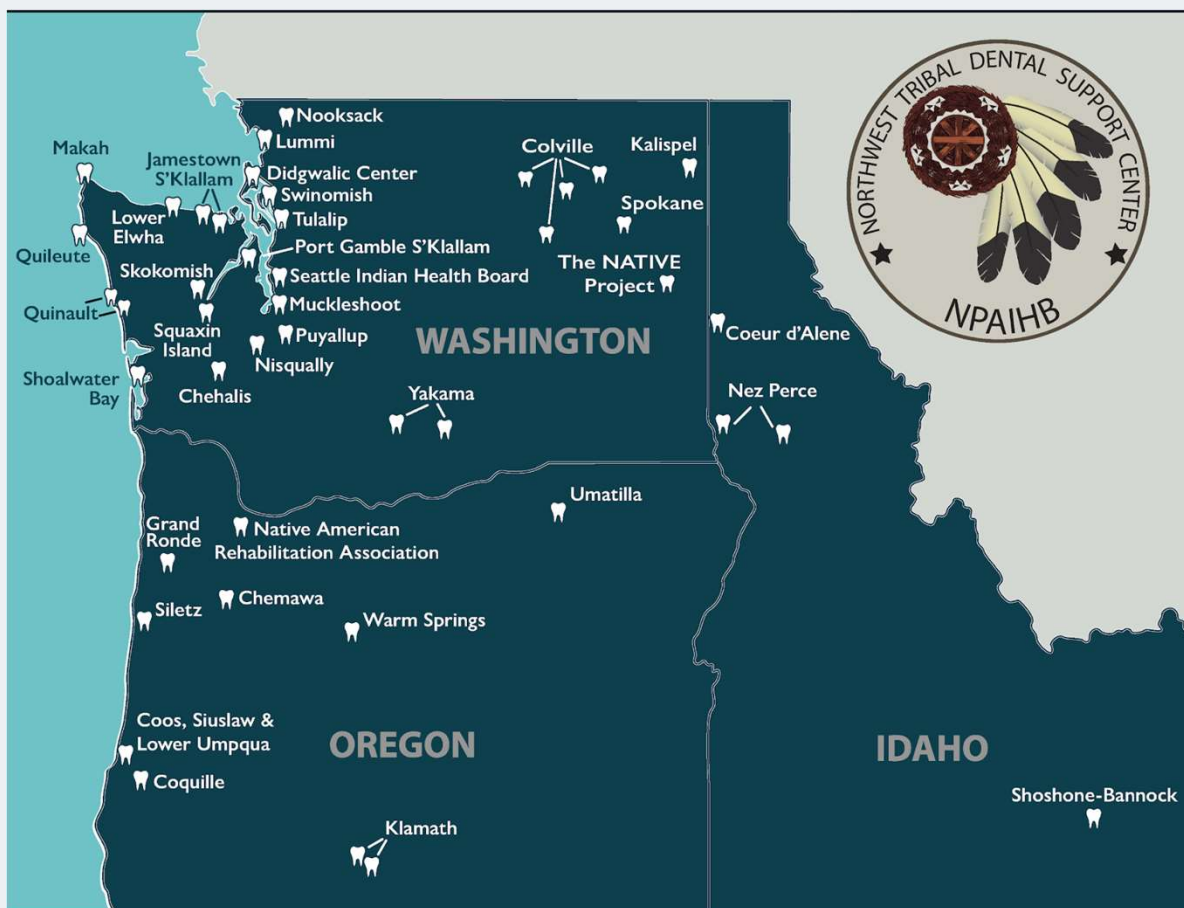 NORTHWEST TRIBAL DENTAL SUPPORT CENTER
NPAIHB
Nooksack
Lummi
Makah
Jamestown
S'Klallam
Didgwalic Center
Swinomish
Lower
Elwha
Tulalip
Quileute
Port Gamble S'Klallam
Skokomish
Seattle Indian Health Board
Quinault
Muckleshoot
Squaxin
Island
Puyallup
Nisqually
Shoalwater
Bay
Chehalis
Colville
Kalispel
Spokane
The NATIVE
Project
WASHINGTON
Yakama
Coeur d'Alene
Nez Perce
Umatilla
Grand
Ronde
Native American
Rehabilitation Association
Chemawa
Siletz
Warm Springs
Coos, Siuslaw &
Lower Umpqua
Coquille
OREGON
Klamath
IDAHO
Shoshone-Bannock